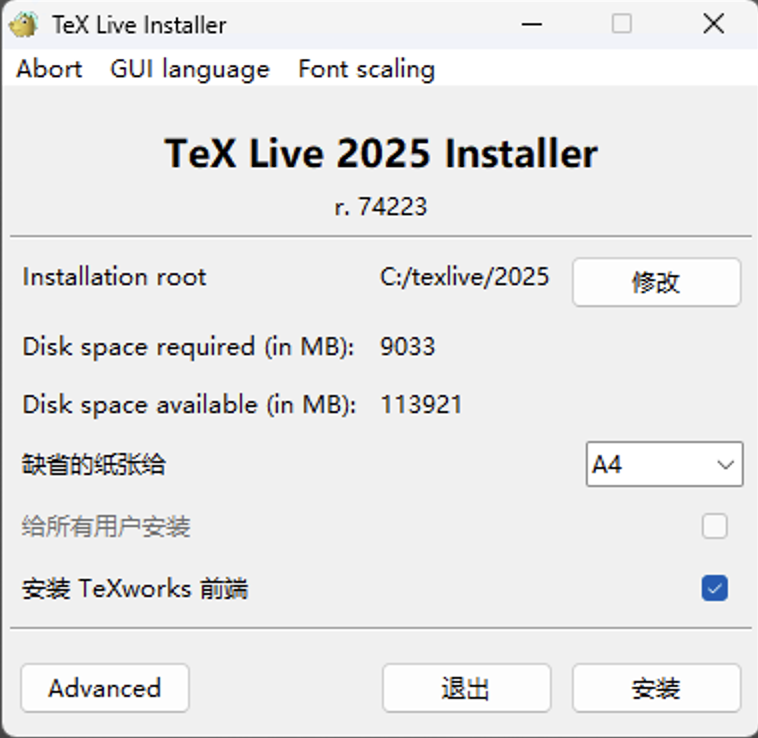 TeX Live Installer
Abort GUI language Font scaling
TeX Live 2025 Installer
r. 74223
Installation root C:/texlive/2025 修改
Disk space required (in MB): 9033
Disk space available (in MB): 113921
缺省的纸张给 A4
给所有用户安装
安装 TeXworks 前端
Advanced 退出 安装